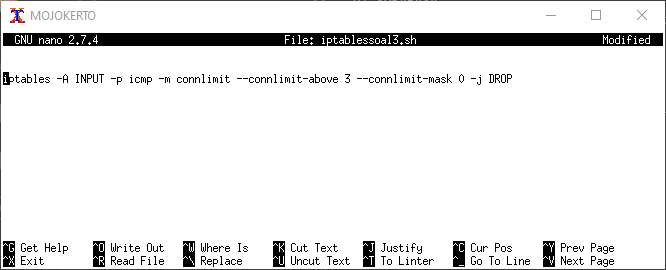 MOJOKERTO
GNU nano 2.7.4 File: iptablessoal3.sh Modified
iptables -A INPUT -p icmp -m connlimit --connlimit-above 3 --connlimit-mask 0 -j DROP
^G Get Help ^O Write Out ^W Where Is ^K Cut Text ^J Justify ^C Cur Pos ^Y Prev Page
^X Exit ^R Read File ^\ Replace ^U Uncut Text ^T To Linter ^_ Go To Line ^V Next Page